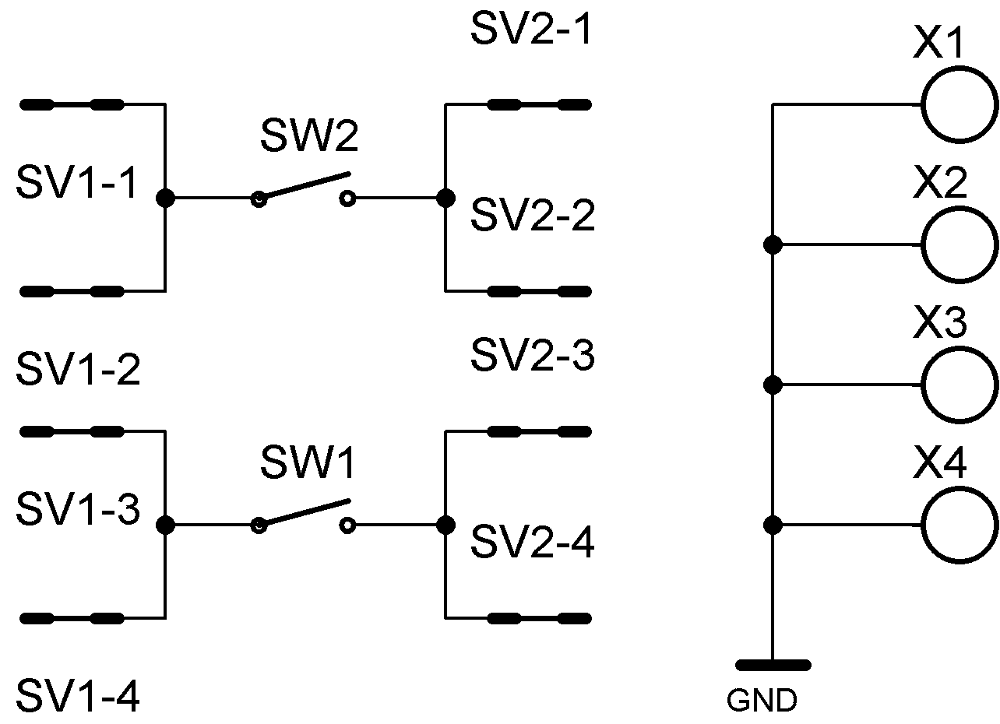 SV2-1
X1
SW2
SV1-1
X2
SV2-2
X3
SV2-3
SV1-2
SW1
X4
SV1-3
SV2-4
SV1-4
GND